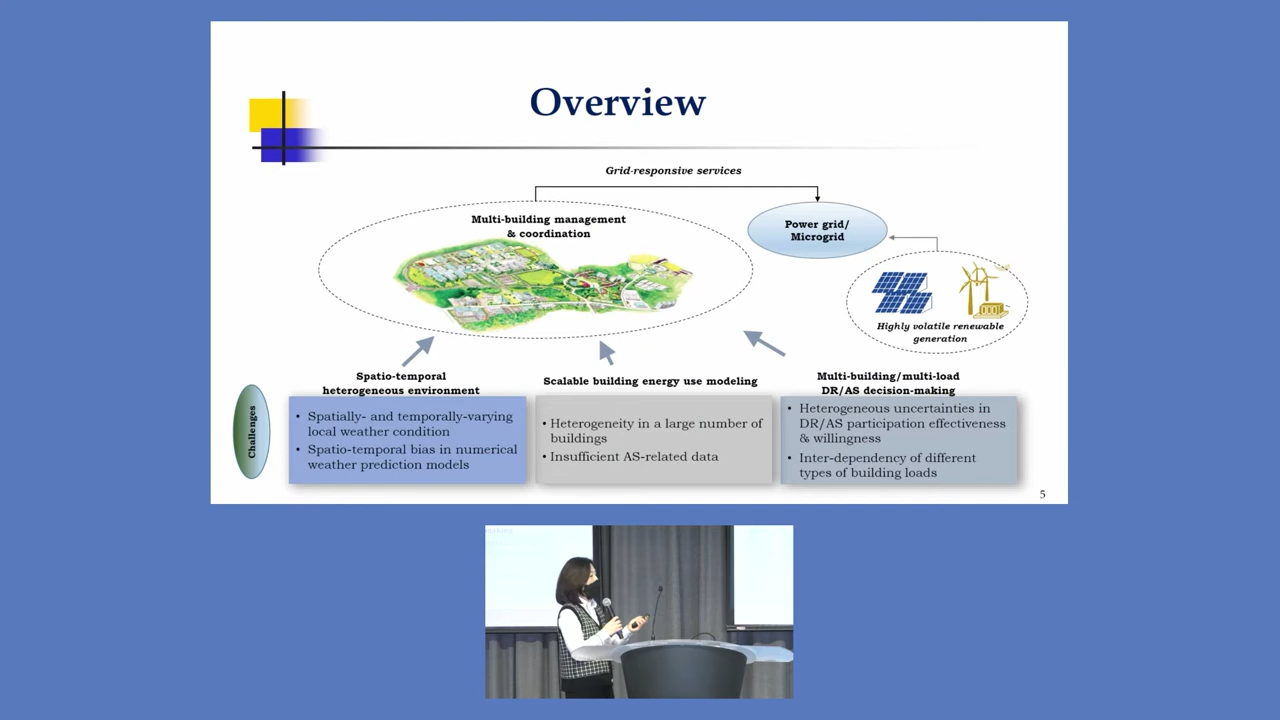 Overview
Grid-responsive services
Multi-building management
& coordination
Power grid/
Microgrid
Highly volatile renewable
generation
Spatio-temporal
heterogeneous environment
Scalable building energy use modeling
Multi-building/multi-load
DR/AS decision-making
Challenges
• Spatially- and temporally-varying
local weather condition
• Spatio-temporal bias in numerical
weather prediction models
• Heterogeneity in a large number of
buildings
• Insufficient AS-related data
• Heterogeneous uncertainties in
DR/AS participation effectiveness
& willingness
• Inter-dependency of different
types of building loads
5